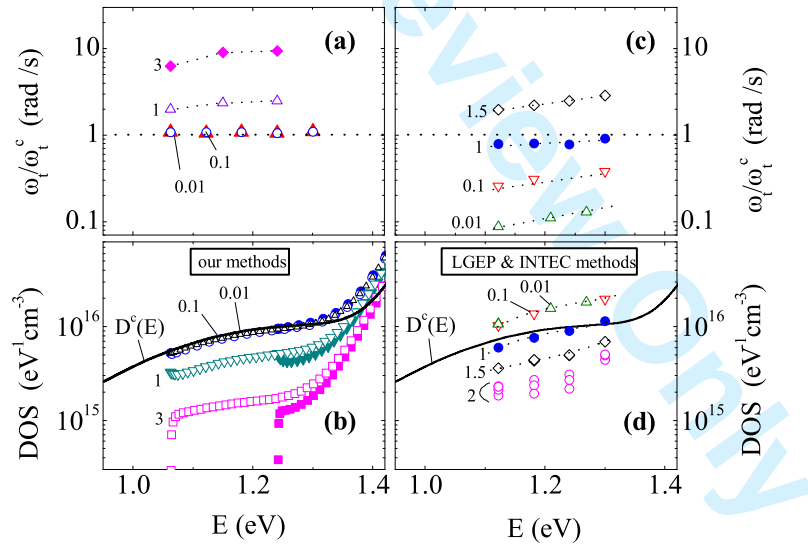 (a)
(c)
ω_t/ω_t^c (rad /s)
10
1
0.1
3
1
0.1
0.01
1.5
1
0.1
0.01
10
1
0.1
ω_t/ω_t^c (rad /s)
our methods
LGEP & INTEC methods
DOS (eV^1cm^-3)
10^16
10^15
D^c(E)
0.1
0.01
1
3
(b)
D^c(E)
0.1
0.01
1
1.5
2
(d)
10^16
10^15
DOS (eV^-1cm^-3)
1.0 1.2 1.4
1.0 1.2 1.4
E (eV)
E (eV)
review Only